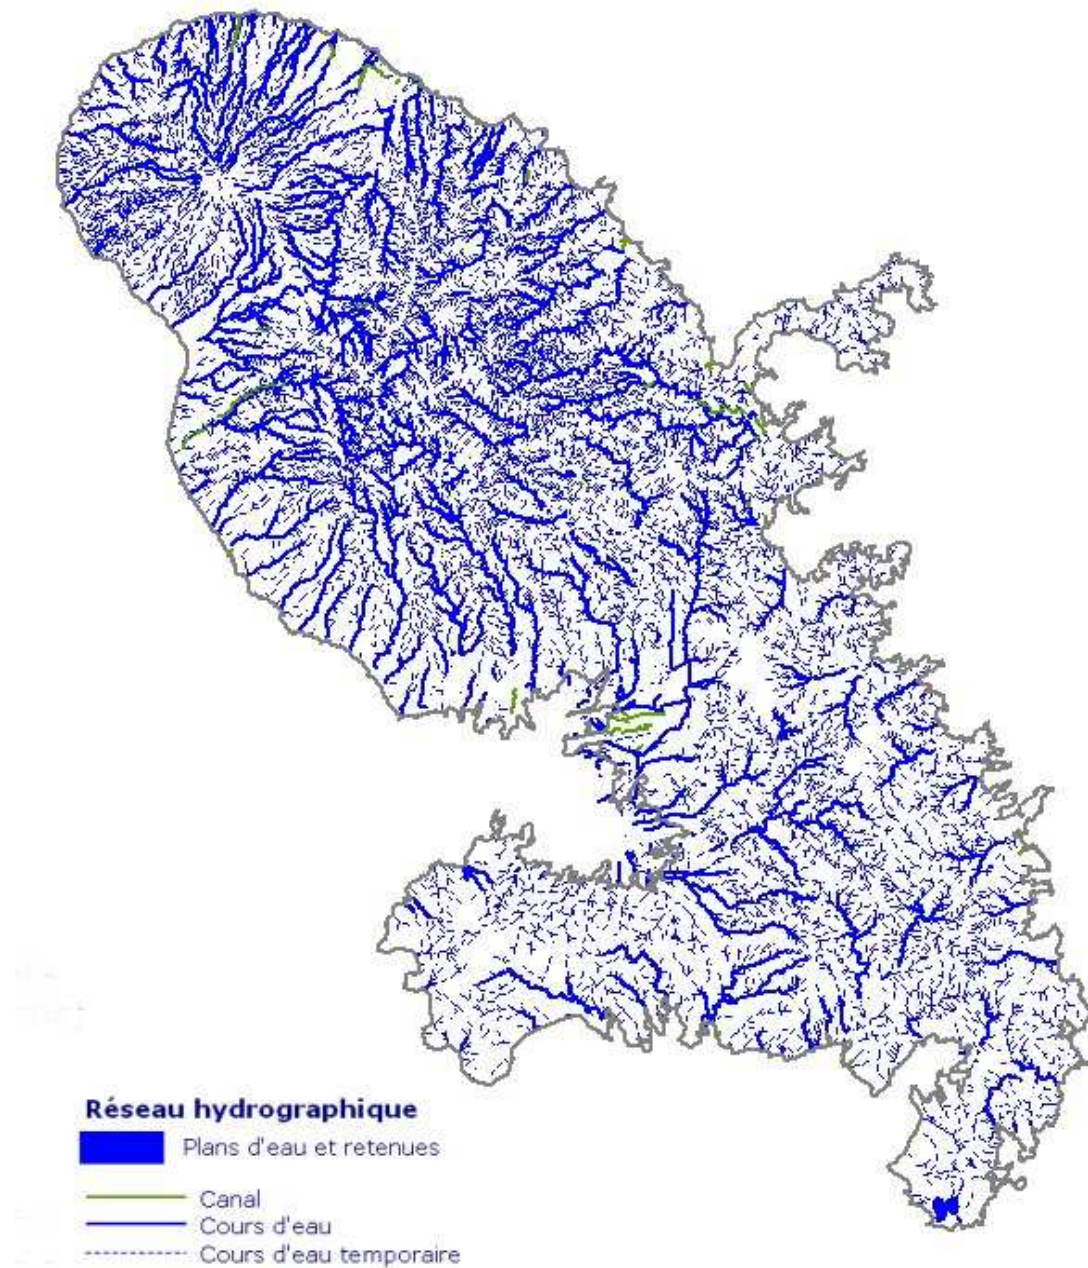 Réseau hydrographique
Plans d'eau et retenues
Canal
Cours d'eau
Cours d'eau temporaire